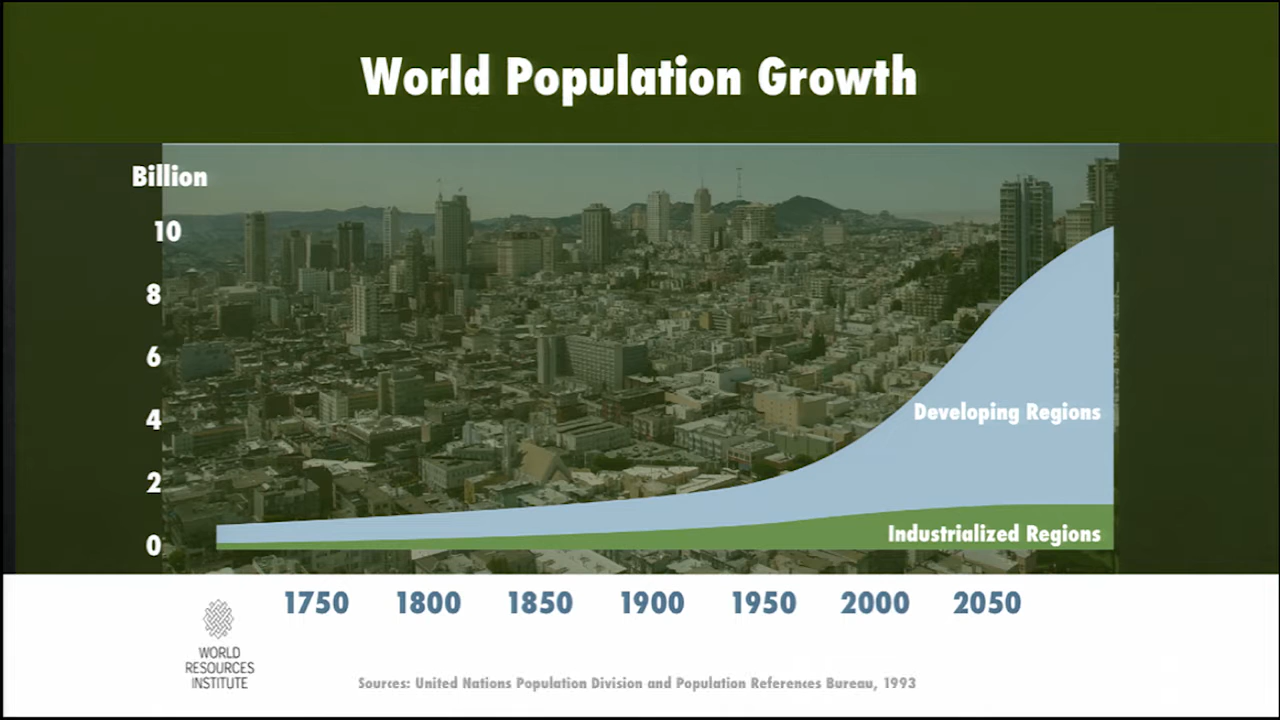 World Population Growth
Billion
10
8
6
4
2
0
Developing Regions
Industrialized Regions
1750 1800 1850 1900 1950 2000 2050
WORLD
RESOURCES
INSTITUTE
Sources: United Nations Population Division and Population References Bureau, 1993